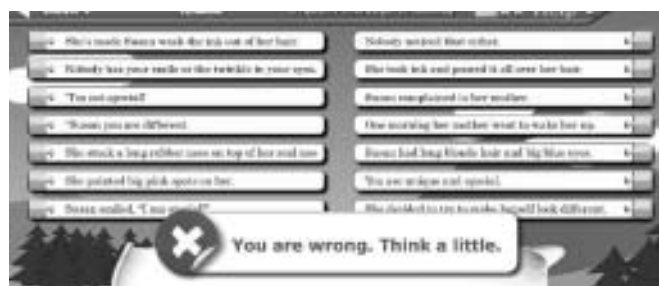 She's made Susan wash the ink out of her hair.
Nobody has your smile or the twinkle in your eyes.
"I'm not special!
"Susan you are different.
She stuck a long rubber nose on top of her real one
She painted big pink spots on her.
Susan smiled, "I am special!"
Nobody noticed that either.
She took ink and poured it all over her hair.
Susan complained to her mother.
One morning her mother went to wake her up.
Susan had long blonde hair and big blue eyes.
You are unique and special.
She decided to try to make herself look different.
You are wrong. Think a little.